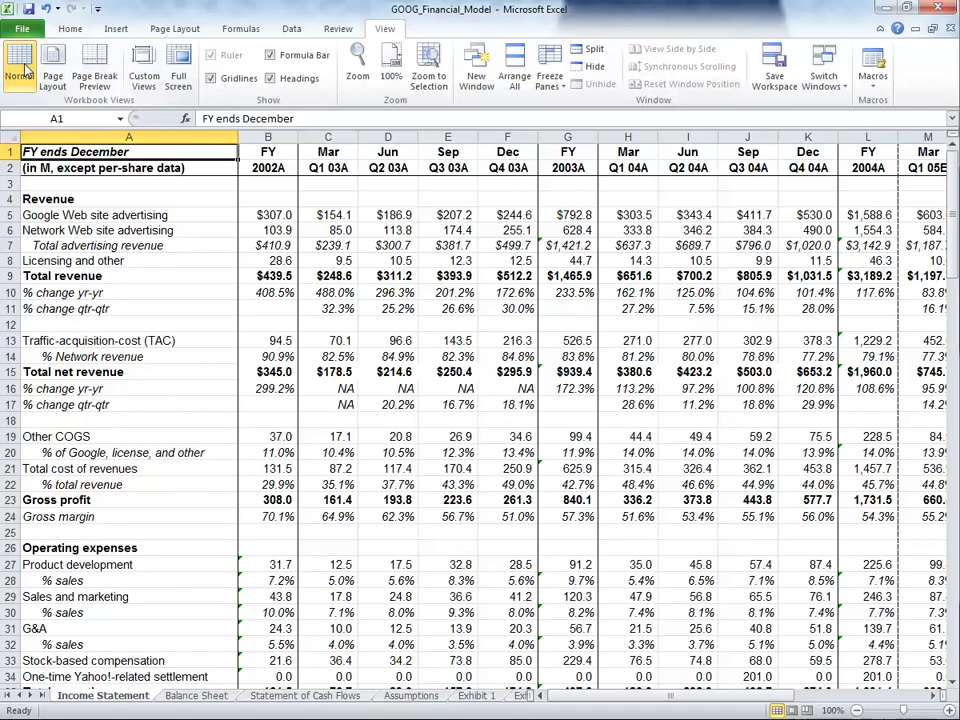 GOOG_Financial_Model - Microsoft Excel
File Home Insert Page Layout Formulas Data Review View
Normal Page Layout Page Break Preview Custom Views Full Screen
Workbook Views
Ruler Formula Bar
Gridlines Headings
Show
Zoom 100% Zoom to Selection
Zoom
New Window Arrange All Freeze Panes
Split View Side by Side
Hide Synchronous Scrolling
Unhide Reset Window Position
Window
Save Workspace Switch Windows
Macros
Macros
A1 fx FY ends December
A B C D E F G H I J K L M
1 FY ends December FY Mar Jun Sep Dec FY Mar Jun Sep Dec FY Mar
2 (in M, except per-share data) 2002A Q1 03A Q2 03A Q3 03A Q4 03A 2003A Q1 04A Q2 04A Q3 04A Q4 04A 2004A Q1 05E
3
4 Revenue
5 Google Web site advertising $307.0 $154.1 $186.9 $207.2 $244.6 $792.8 $303.5 $343.4 $411.7 $530.0 $1,588.6 $603.
6 Network Web site advertising 103.9 85.0 113.8 174.4 255.1 628.4 333.8 346.2 384.3 490.0 1,554.3 584.
7 Total advertising revenue $410.9 $239.1 $300.7 $381.7 $499.7 $1,421.2 $637.3 $689.7 $796.0 $1,020.0 $3,142.9 $1,187.
8 Licensing and other 28.6 9.5 10.5 12.3 12.5 44.7 14.3 10.5 9.9 11.5 46.3 10.
9 Total revenue $439.5 $248.6 $311.2 $393.9 $512.2 $1,465.9 $651.6 $700.2 $805.9 $1,031.5 $3,189.2 $1,197.
10 % change yr-yr 408.5% 488.0% 296.3% 201.2% 172.6% 233.5% 162.1% 125.0% 104.6% 101.4% 117.6% 83.8%
11 % change qtr-qtr 32.3% 25.2% 26.6% 30.0% 27.2% 7.5% 15.1% 28.0% 16.1%
12
13 Traffic-acquisition-cost (TAC) 94.5 70.1 96.6 143.5 216.3 526.5 271.0 277.0 302.9 378.3 1,229.2 452.
14 % Network revenue 90.9% 82.5% 84.9% 82.3% 84.8% 83.8% 81.2% 80.0% 78.8% 77.2% 79.1% 77.3%
15 Total net revenue $345.0 $178.5 $214.6 $250.4 $295.9 $939.4 $380.6 $423.2 $503.0 $653.2 $1,960.0 $745.
16 % change yr-yr 299.2% NA NA NA NA 172.3% 113.2% 97.2% 100.8% 120.8% 108.6% 95.9%
17 % change qtr-qtr NA 20.2% 16.7% 18.1% 28.6% 11.2% 18.8% 29.9% 14.2%
18
19 Other COGS 37.0 17.1 20.8 26.9 34.6 99.4 44.4 49.4 59.2 75.5 228.5 84.
20 % of Google, license, and other 11.0% 10.4% 10.5% 12.3% 13.4% 11.9% 14.0% 14.0% 14.0% 13.9% 14.0% 13.9%
21 Total cost of revenues 131.5 87.2 117.4 170.4 250.9 625.9 315.4 326.4 362.1 453.8 1,457.7 536.
22 % total revenue 29.9% 35.1% 37.7% 43.3% 49.0% 42.7% 48.4% 46.6% 44.9% 44.0% 45.7% 44.8%
23 Gross profit 308.0 161.4 193.8 223.6 261.3 840.1 336.2 373.8 443.8 577.7 1,731.5 660.
24 Gross margin 70.1% 64.9% 62.3% 56.7% 51.0% 57.3% 51.6% 53.4% 55.1% 56.0% 54.3% 55.2%
25
26 Operating expenses
27 Product development 31.7 12.5 17.5 32.8 28.5 91.2 35.0 45.8 57.4 87.4 225.6 99.
28 % sales 7.2% 5.0% 5.6% 8.3% 5.6% 9.7% 5.4% 6.5% 7.1% 8.5% 7.1% 8.3%
29 Sales and marketing 43.8 17.8 24.8 36.6 41.2 120.3 47.9 56.8 65.5 76.1 246.3 87.
30 % sales 10.0% 7.1% 8.0% 9.3% 8.0% 8.2% 7.4% 8.1% 8.1% 7.4% 7.7% 7.3%
31 G&A 24.3 10.0 12.5 13.9 20.3 56.7 21.5 25.6 40.8 51.8 139.7 61.
32 % sales 5.5% 4.0% 4.0% 3.5% 4.0% 3.9% 3.3% 3.7% 5.1% 5.0% 4.4% 5.1%
33 Stock-based compensation 21.6 36.4 34.2 73.8 85.0 229.4 76.5 74.8 68.0 59.5 278.7 53.
34 One-time Yahoo!-related settlement 0.0 0.0 0.0 0.0 0.0 0.0 0.0 0.0 201.0 0.0 201.0 0.
Income Statement Balance Sheet Statement of Cash Flows Assumptions Exhibit 1
Ready 100%